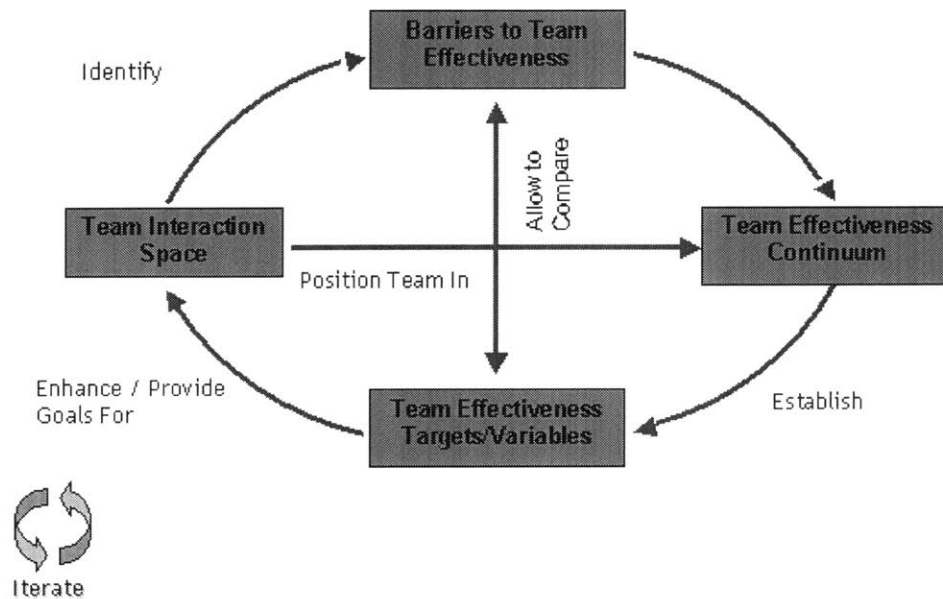 Barriers to Team
Effectiveness
Identify
Allow to
Compare
Team Interaction
Space
Team Effectiveness
Continuum
Position Team In
Enhance / Provide
Goals For
Team Effectiveness
Targets/Variables
Establish
Iterate